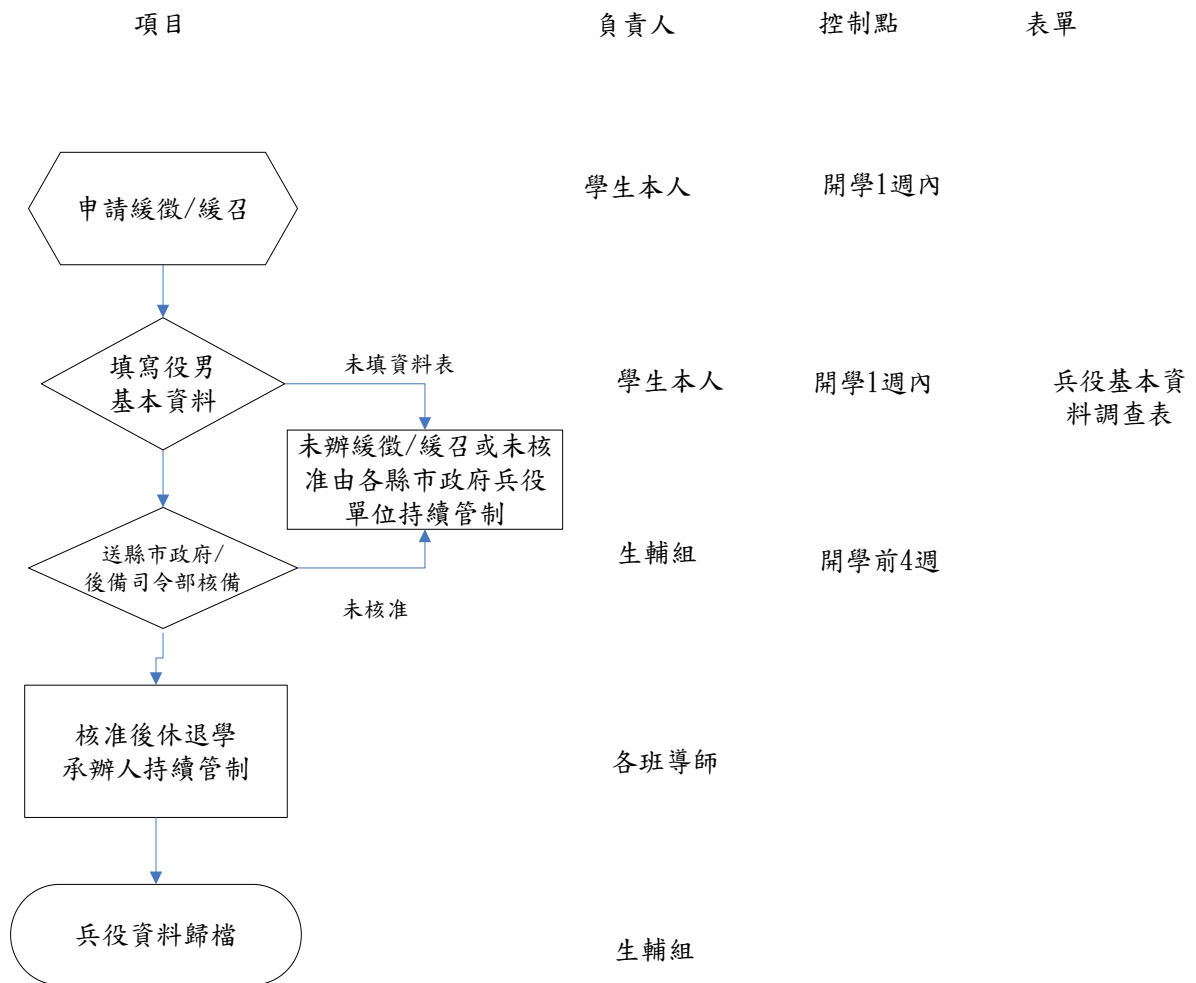 項目 負責人 控制點 表單
申請緩徵/緩召 學生本人 開學1週內
填寫役男
基本資料
未填資料表
學生本人 開學1週內 兵役基本資
料調查表
未辦緩徵/緩召或未核
准由各縣市政府兵役
單位持續管制
送縣市政府/
後備司令部核備
生輔組 開學前4週
未核准
核准後休退學
承辦人持續管制
各班導師
兵役資料歸檔 生輔組